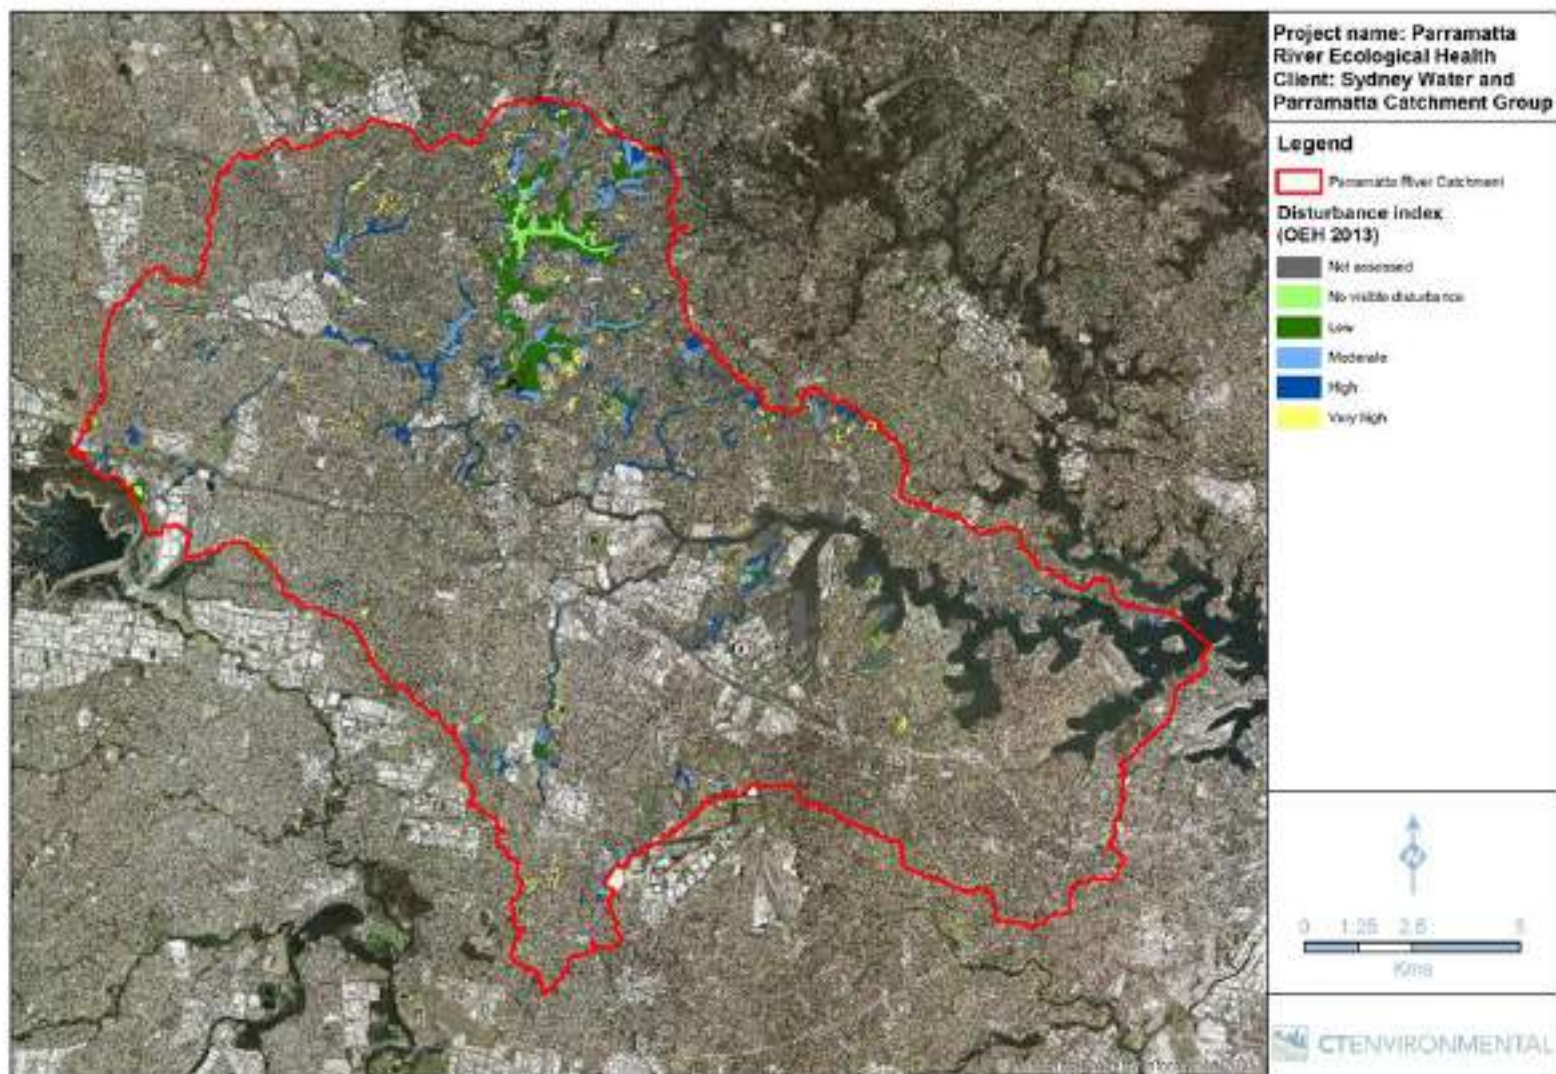 Project name: Parramatta
River Ecological Health
Client: Sydney Water and
Parramatta Catchment Group
Legend
Parramatta River Catchment
Disturbance index
(OEH 2013)
Not assessed
No visible disturbance
Low
Moderate
High
Very high
0 1.25 2.5 5
Kms
CTENVIRONMENTAL